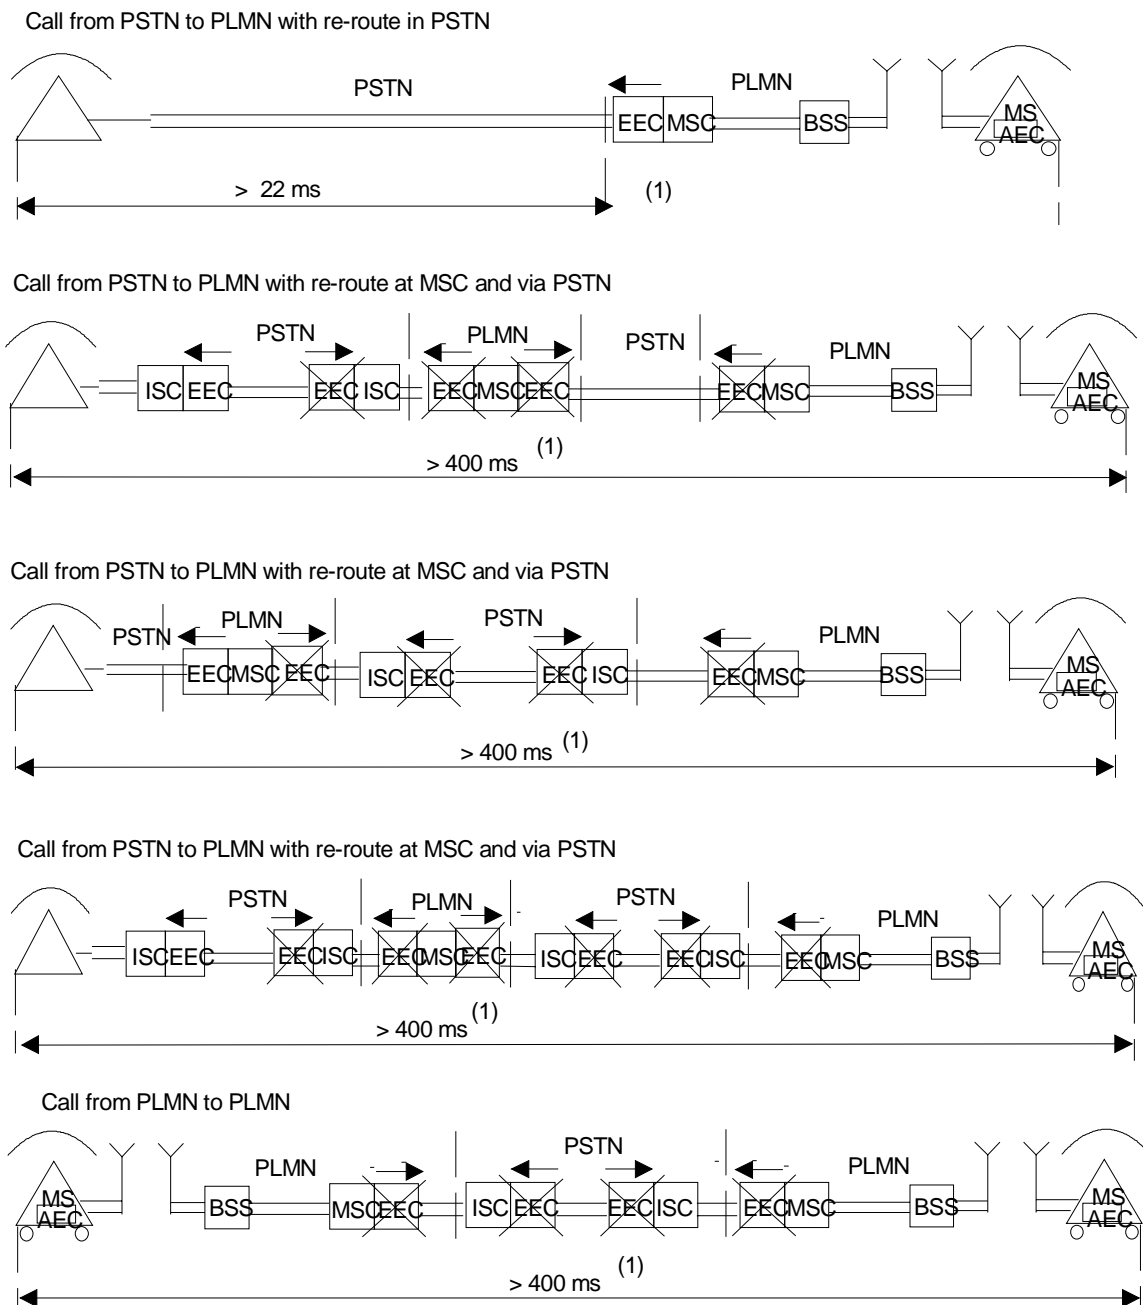 Call from PSTN to PLMN with re-route in PSTN
PSTN PLMN
EEC MSC BSS MS AEC
> 22 ms (1)
Call from PSTN to PLMN with re-route at MSC and via PSTN
PSTN PLMN PSTN PLMN
ISC EEC EEC ISC EEC MSC EEC EEC MSC BSS MS AEC
> 400 ms (1)
Call from PSTN to PLMN with re-route at MSC and via PSTN
PSTN PLMN PSTN PLMN
EEC MSC EEC ISC EEC EEC ISC EEC MSC BSS MS AEC
> 400 ms (1)
Call from PSTN to PLMN with re-route at MSC and via PSTN
PSTN PLMN PSTN PLMN
ISC EEC EEC ISC EEC MSC EEC ISC EEC EEC ISC EEC MSC BSS MS AEC
> 400 ms (1)
Call from PLMN to PLMN
PLMN PSTN PLMN
MS AEC BSS MSC EEC ISC EEC EEC ISC EEC MSC BSS MS AEC
> 400 ms (1)